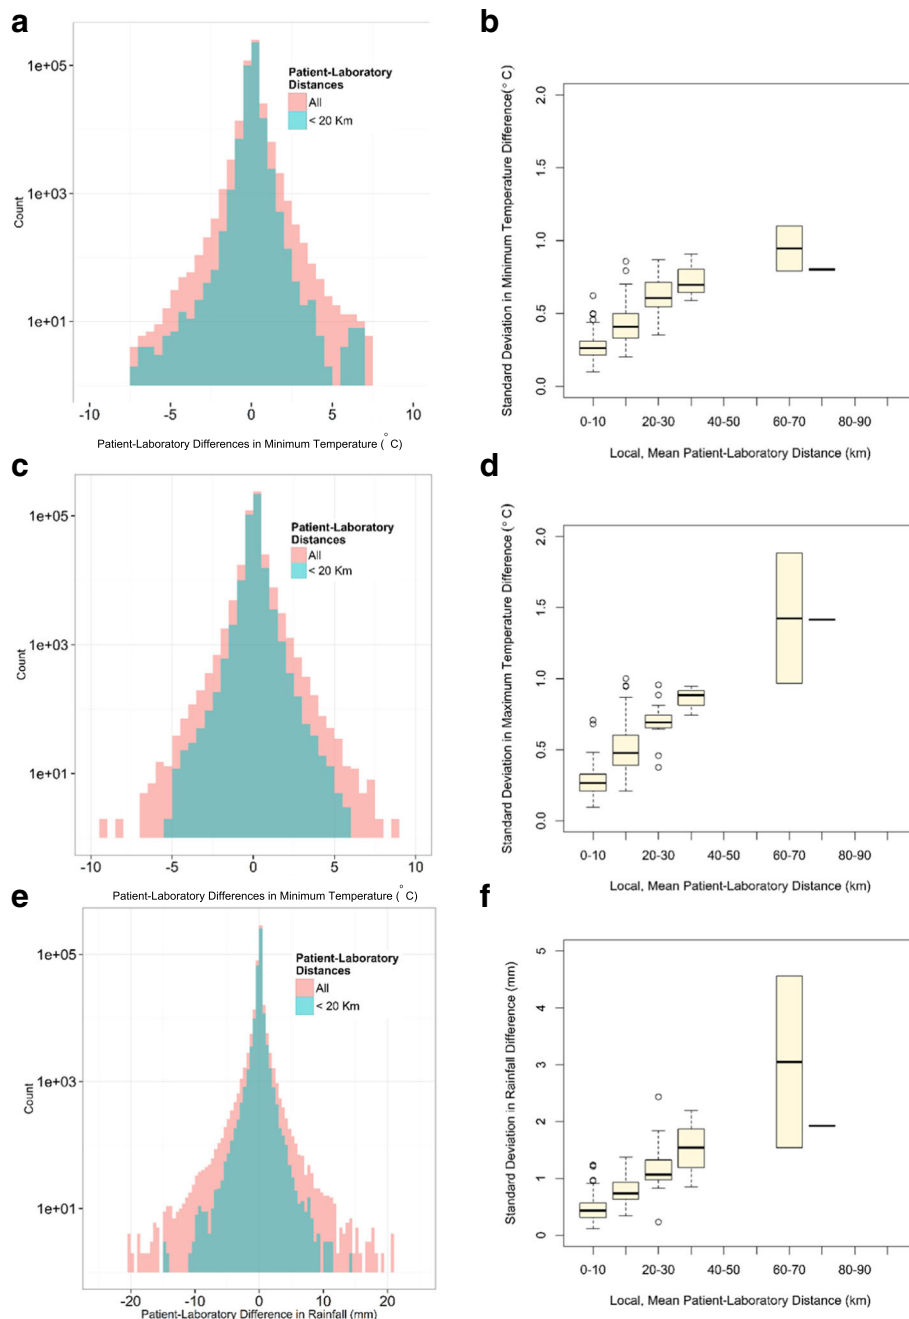 a
1e+05
1e+03
1e+01
Count
Patient-Laboratory
Distances
All
< 20 Km
-10 -5 0 5 10
Patient-Laboratory Differences in Minimum Temperature (° C)
b
Standard Deviation in Minimum Temperature Difference(° C)
2.0
1.5
1.0
0.5
0.0
0-10 20-30 40-50 60-70 80-90
Local, Mean Patient-Laboratory Distance (km)
c
1e+05
1e+03
1e+01
Count
Patient-Laboratory
Distances
All
< 20 Km
-10 -5 0 5 10
Patient-Laboratory Differences in Minimum Temperature (° C)
d
Standard Deviation in Maximum Temperature Difference (° C)
2.0
1.5
1.0
0.5
0.0
0-10 20-30 40-50 60-70 80-90
Local, Mean Patient-Laboratory Distance (km)
e
1e+05
1e+03
1e+01
Count
Patient-Laboratory
Distances
All
< 20 Km
-20 -10 0 10 20
Patient-Laboratory Difference in Rainfall (mm)
f
Standard Deviation in Rainfall Difference (mm)
5
4
3
2
1
0
0-10 20-30 40-50 60-70 80-90
Local, Mean Patient-Laboratory Distance (km)